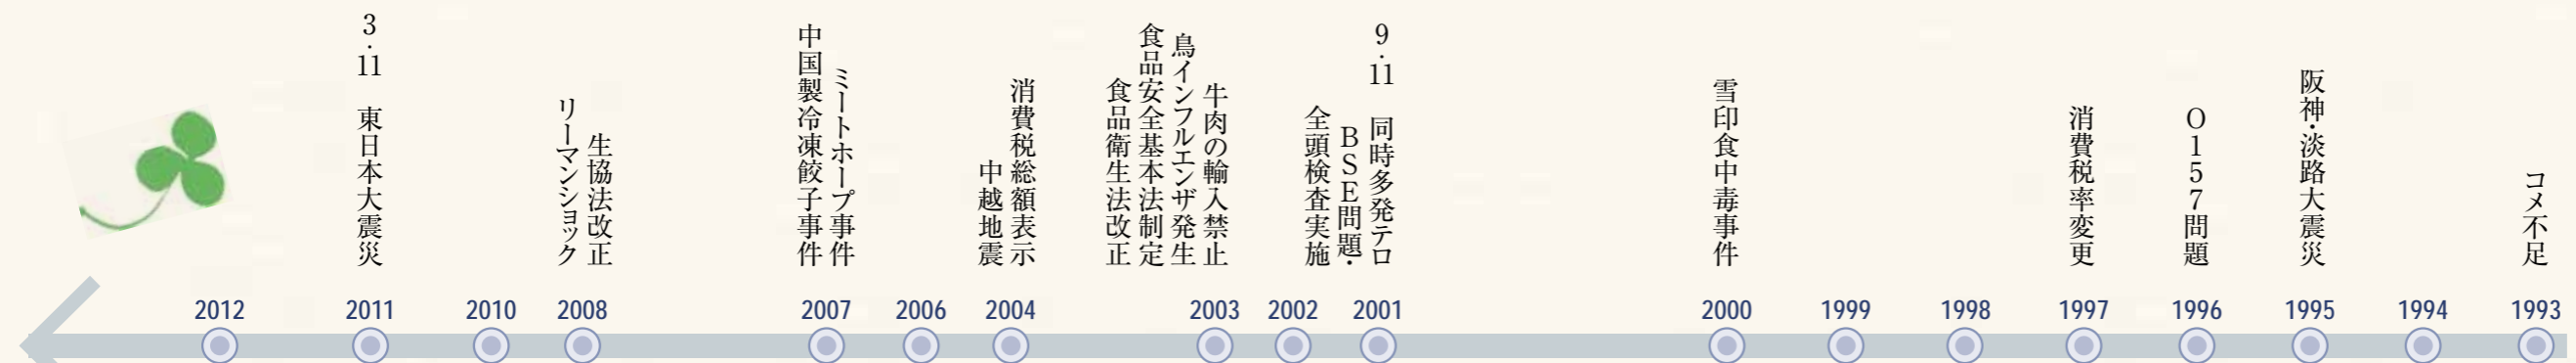 コメ不足
阪神・淡路大震災
O157問題
消費税率変更
雪印食中毒事件
9・11 同時多発テロ
BSE問題・
全頭検査実施
牛肉の輸入禁止
鳥インフルエンザ発生
食品安全基本法制定
食品衛生法改正
消費税総額表示
中越地震
ミートホープ事件
中国製冷凍餃子事件
生協法改正
リーマンショック
3・11 東日本大震災
2012 2011 2010 2008 2007 2006 2004 2003 2002 2001 2000 1999 1998 1997 1996 1995 1994 1993